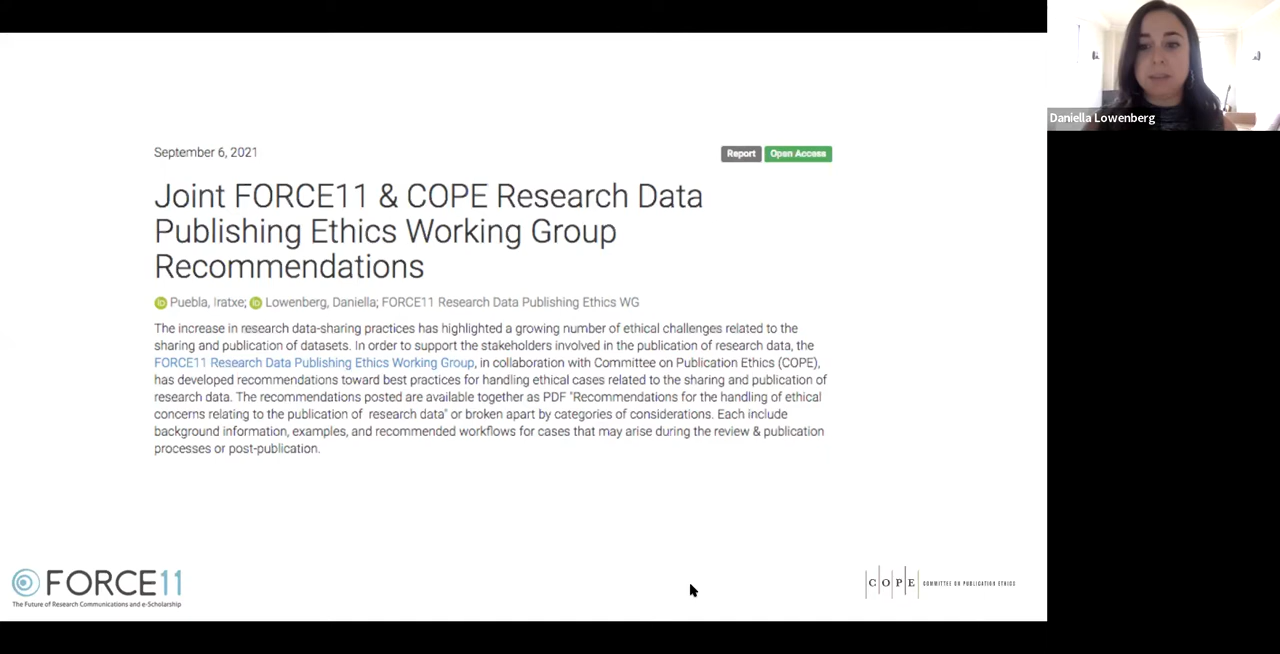 Daniella Lowenberg
September 6, 2021
Report
Open Access
Joint FORCE11 & COPE Research Data
Publishing Ethics Working Group
Recommendations
iD Puebla, Iratxe; iD Lowenberg, Daniella; FORCE11 Research Data Publishing Ethics WG
The increase in research data-sharing practices has highlighted a growing number of ethical challenges related to the
sharing and publication of datasets. In order to support the stakeholders involved in the publication of research data, the
FORCE11 Research Data Publishing Ethics Working Group, in collaboration with Committee on Publication Ethics (COPE),
has developed recommendations toward best practices for handling ethical cases related to the sharing and publication of
research data. The recommendations posted are available together as PDF "Recommendations for the handling of ethical
concerns relating to the publication of research data" or broken apart by categories of considerations. Each include
background information, examples, and recommended workflows for cases that may arise during the review & publication
processes or post-publication.
FORCE11
The Future of Research Communications and e-Scholarship
COPE COMMITTEE ON PUBLICATION ETHICS